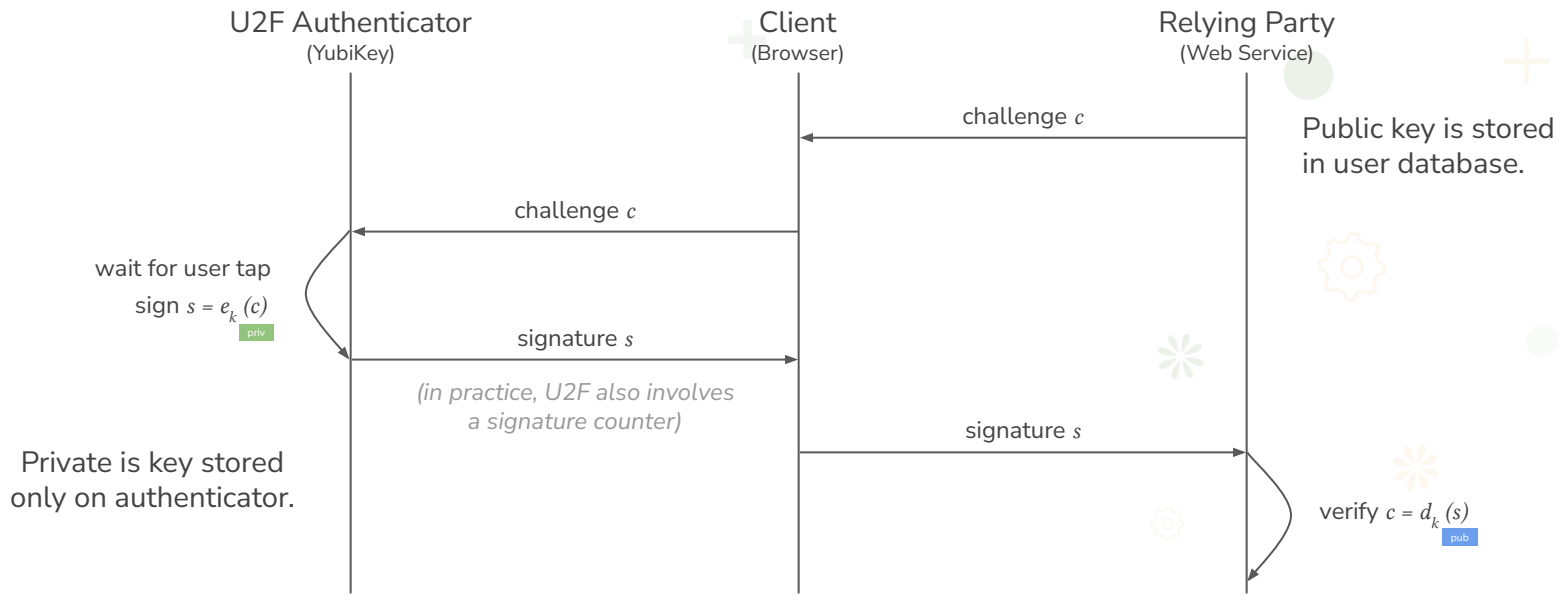 U2F Authenticator
(YubiKey)
Client
(Browser)
Relying Party
(Web Service)
challenge c
Public key is stored
in user database.
challenge c
wait for user tap
sign s = e_k (c)
priv
signature s
(in practice, U2F also involves
a signature counter)
signature s
Private is key stored
only on authenticator.
verify c = d_k (s)
pub